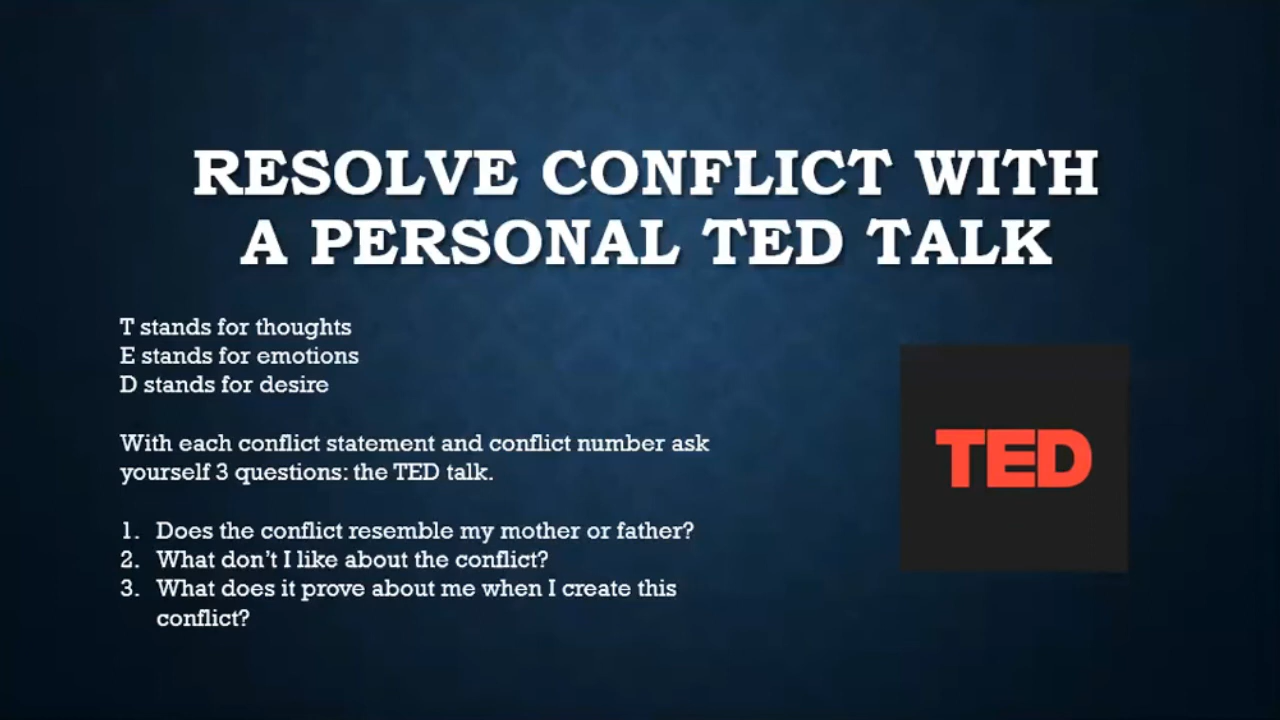 RESOLVE CONFLICT WITH
A PERSONAL TED TALK
T stands for thoughts
E stands for emotions
D stands for desire
With each conflict statement and conflict number ask
yourself 3 questions: the TED talk.
1. Does the conflict resemble my mother or father?
2. What don't I like about the conflict?
3. What does it prove about me when I create this
conflict?
TED